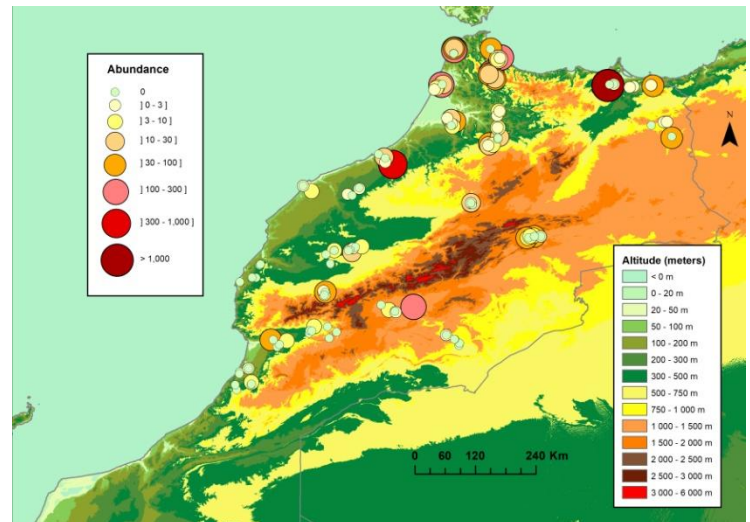 Abundance
0
] 0 - 3 ]
] 3 - 10 ]
] 10 - 30 ]
] 30 - 100 ]
] 100 - 300 ]
] 300 - 1,000 ]
> 1,000
N
Altitude (meters)
< 0 m
0 - 20 m
20 - 50 m
50 - 100 m
100 - 200 m
200 - 300 m
300 - 500 m
500 - 750 m
750 - 1 000 m
1 000 - 1 500 m
1 500 - 2 000 m
2 000 - 2 500 m
2 500 - 3 000 m
3 000 - 6 000 m
0 30 60 120 180 240 Km